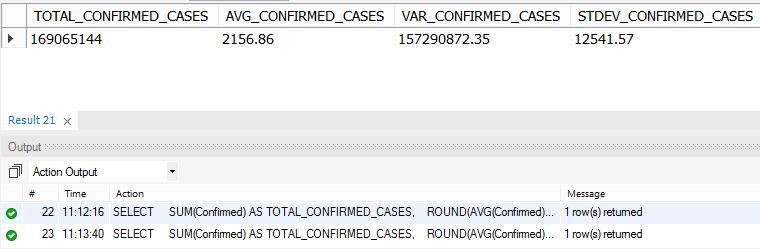 TOTAL_CONFIRMED_CASES AVG_CONFIRMED_CASES VAR_CONFIRMED_CASES STDEV_CONFIRMED_CASES
169065144 2156.86 157290872.35 12541.57
Result 21 ×
Output
Action Output
# Time Action Message
22 11:12:16 SELECT SUM(Confirmed) AS TOTAL_CONFIRMED_CASES, ROUND(AVG(Confirmed)... 1 row(s) returned
23 11:13:40 SELECT SUM(Confirmed) AS TOTAL_CONFIRMED_CASES, ROUND(AVG(Confirmed)... 1 row(s) returned